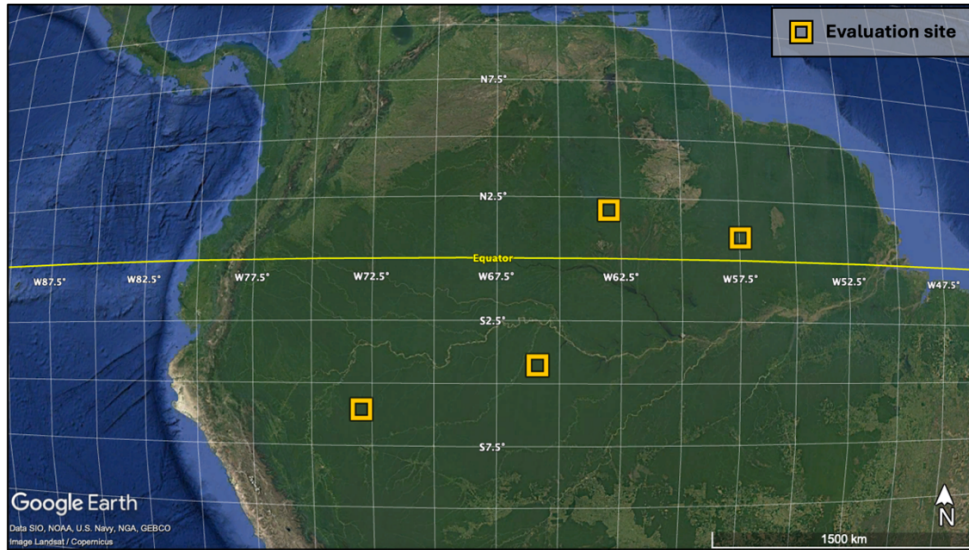 Evaluation site
N7.5°
N2.5°
Equator
W87.5° W82.5° W77.5° W72.5° W67.5° W62.5° W57.5° W52.5° W47.5°
S2.5°
S7.5°
Google Earth
Data SIO, NOAA, U.S. Navy, NGA, GEBCO
Image Landsat / Copernicus
N
1500 km